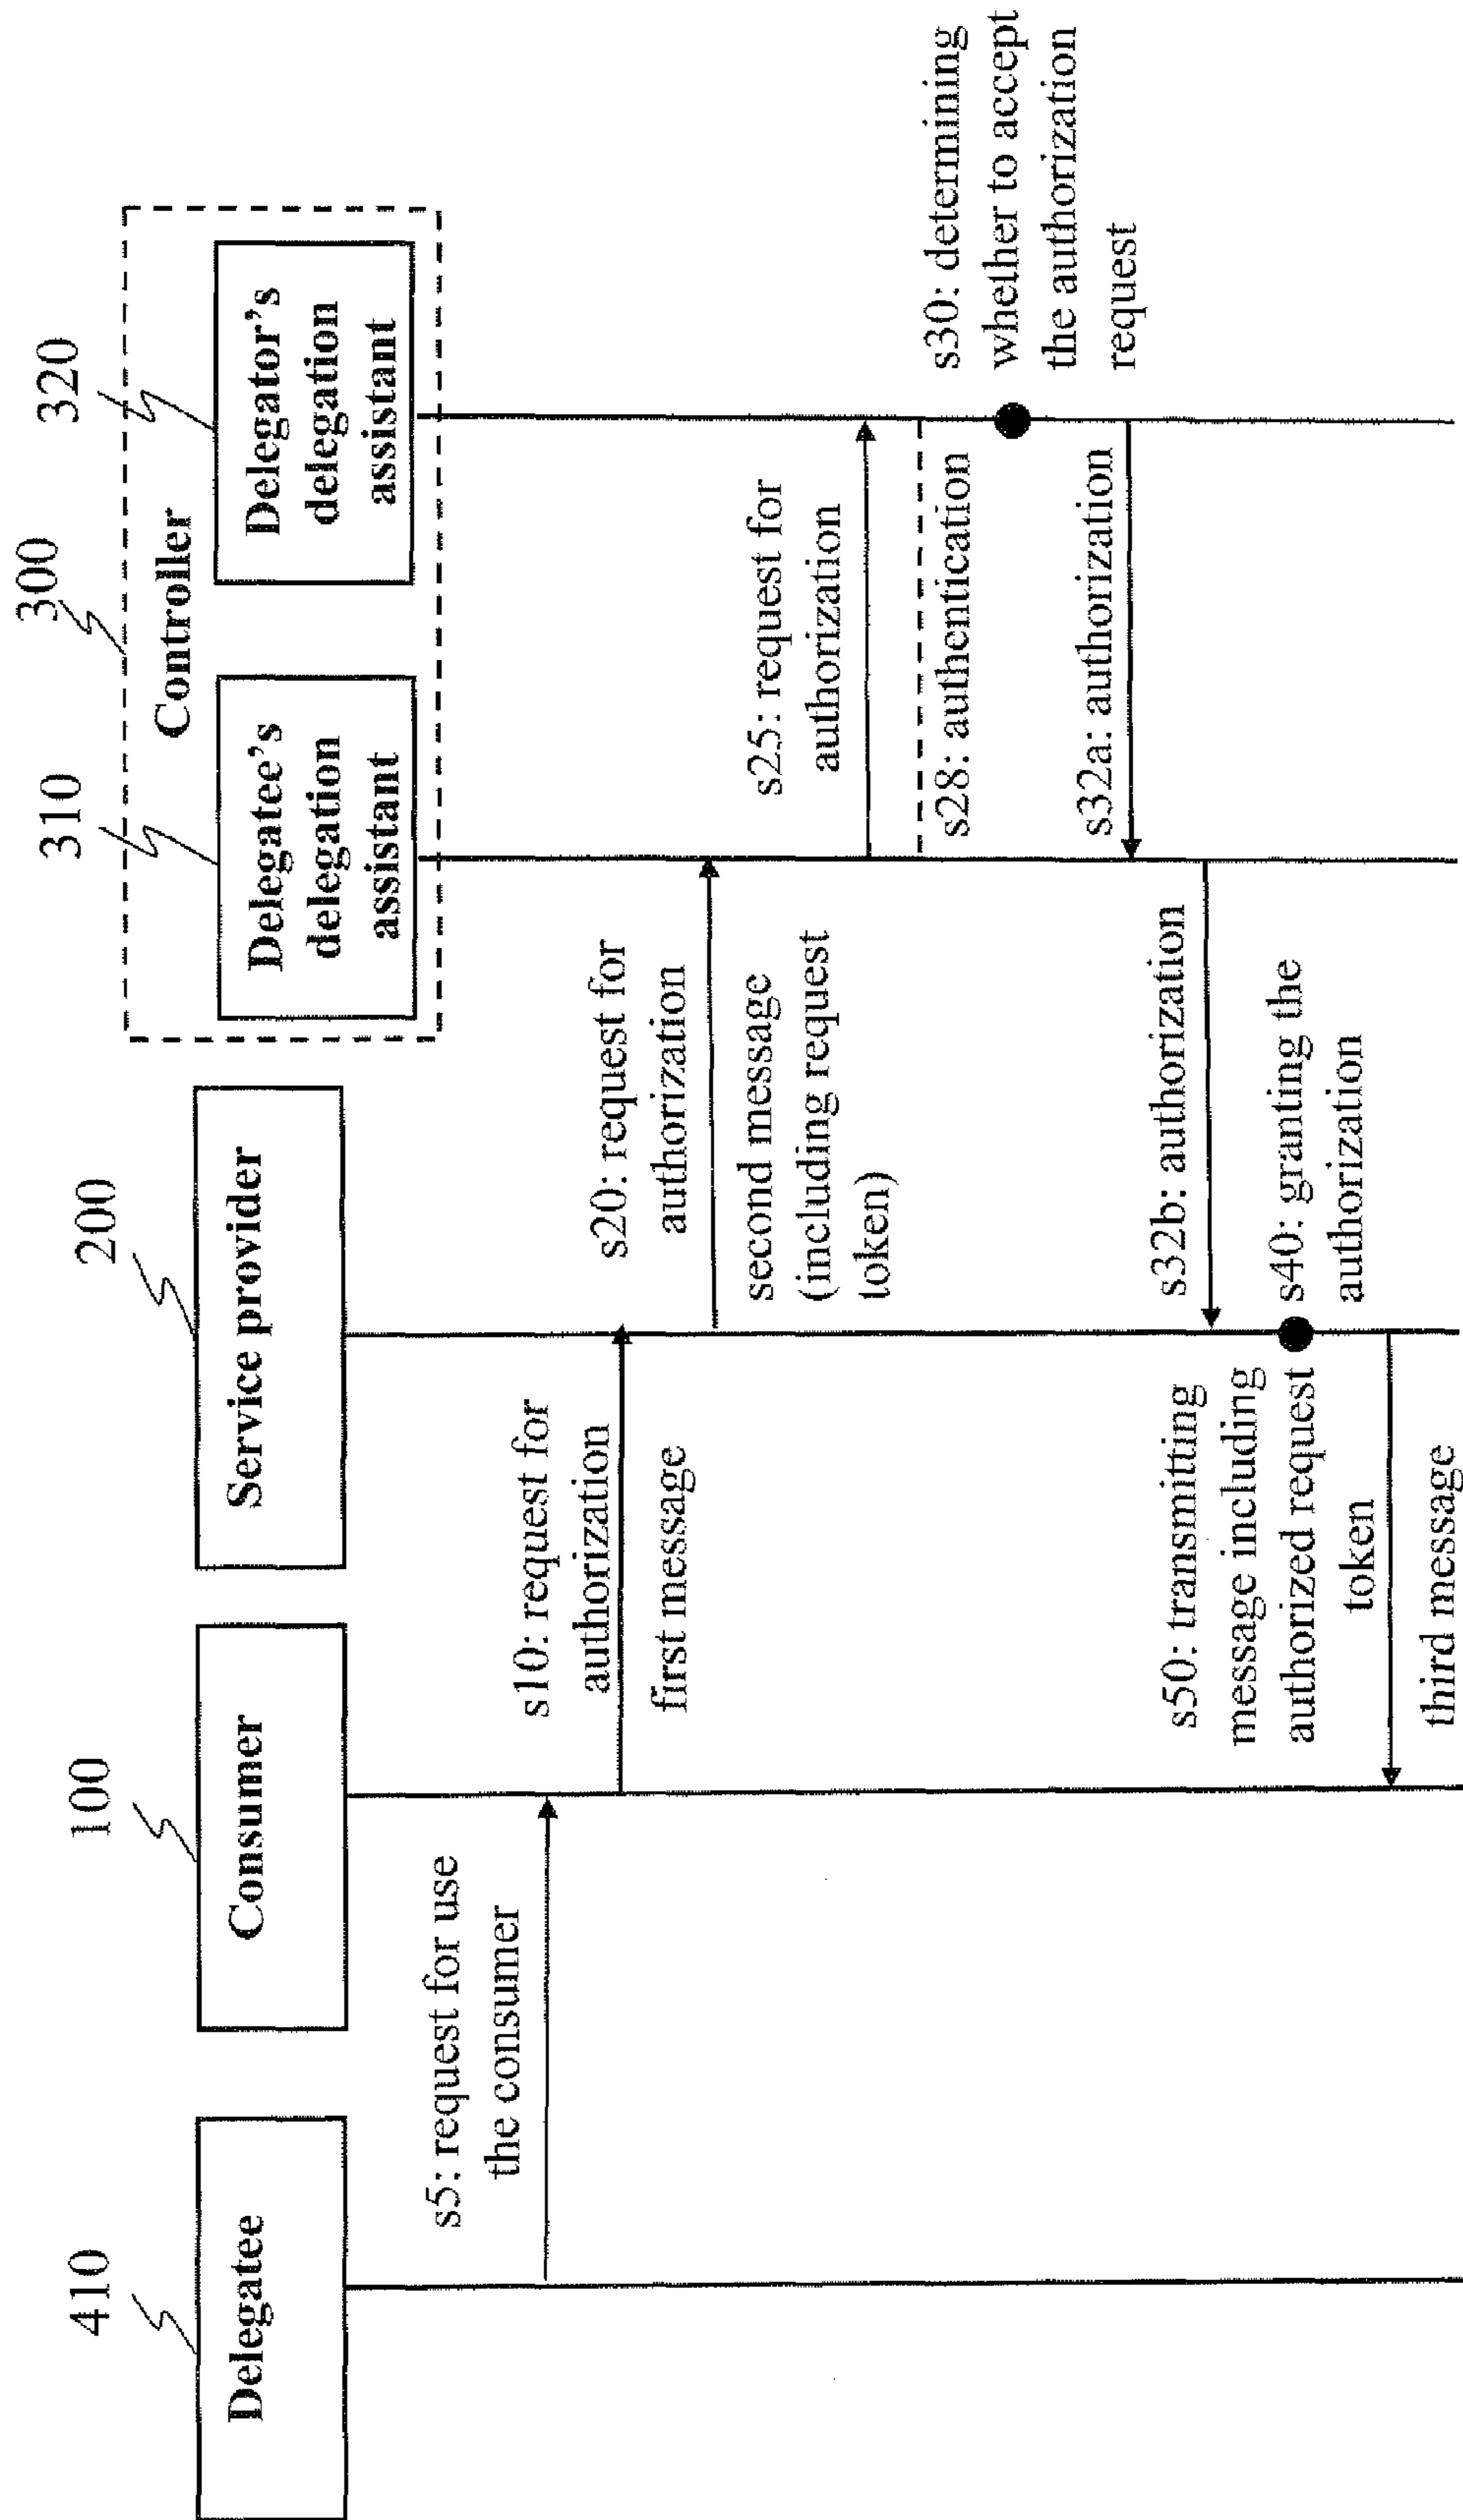 410
Delegatee
100
Consumer
200
Service provider
300
Controller
310
Delegatee's
delegation
assistant
320
Delegator's
delegation
assistant
s5: request for use
the consumer
s10: request for
authorization
first message
s20: request for
authorization
second message
(including request
token)
s25: request for
authorization
s28: authentication
s30: determining
whether to accept
the authorization
request
s32a: authorization
s32b: authorization
s40: granting the
authorization
s50: transmitting
message including
authorized request
token
third message